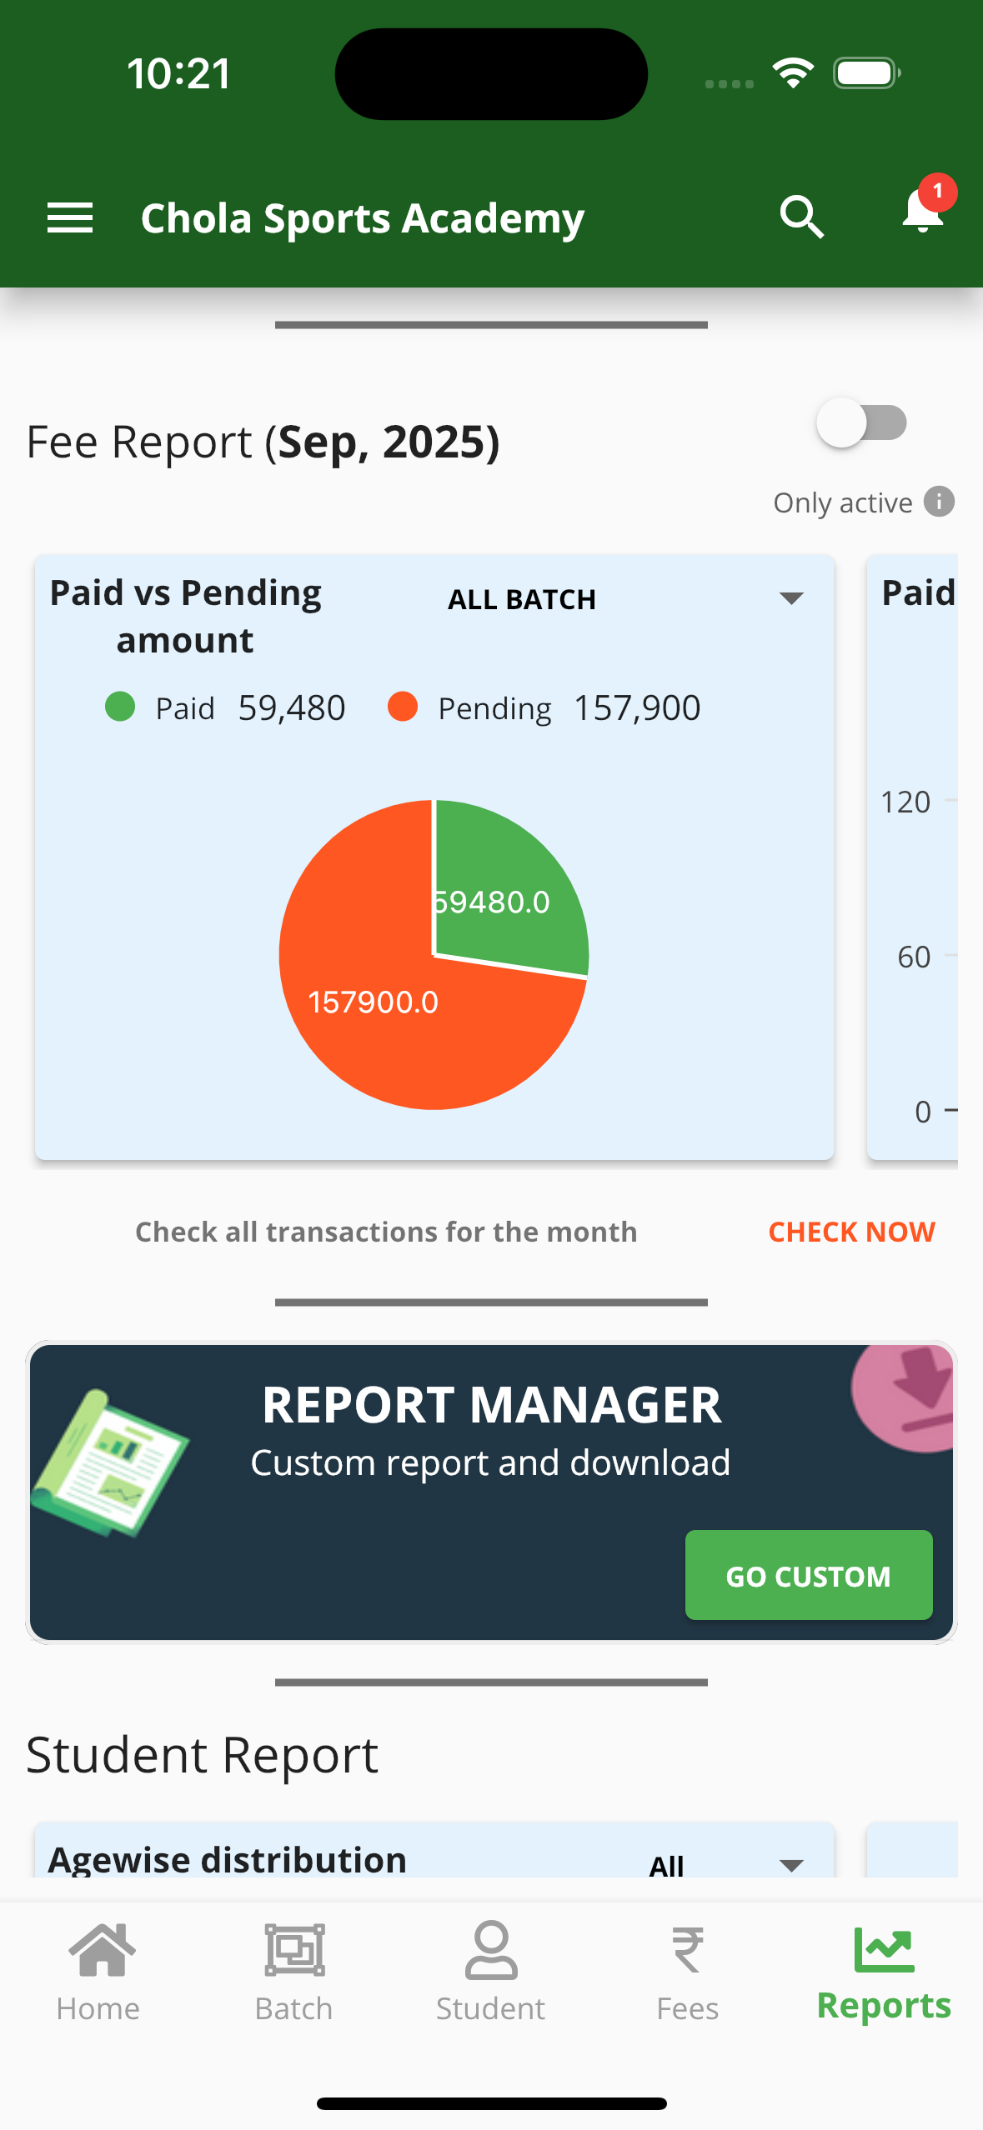 10:21
Chola Sports Academy
1
Fee Report (Sep, 2025)
Only active
Paid vs Pending
amount
ALL BATCH
Paid 59,480 Pending 157,900
59480.0
157900.0
Paid
120
60
0
Check all transactions for the month CHECK NOW
REPORT MANAGER
Custom report and download
GO CUSTOM
Student Report
Agewise distribution All
Home Batch Student Fees Reports